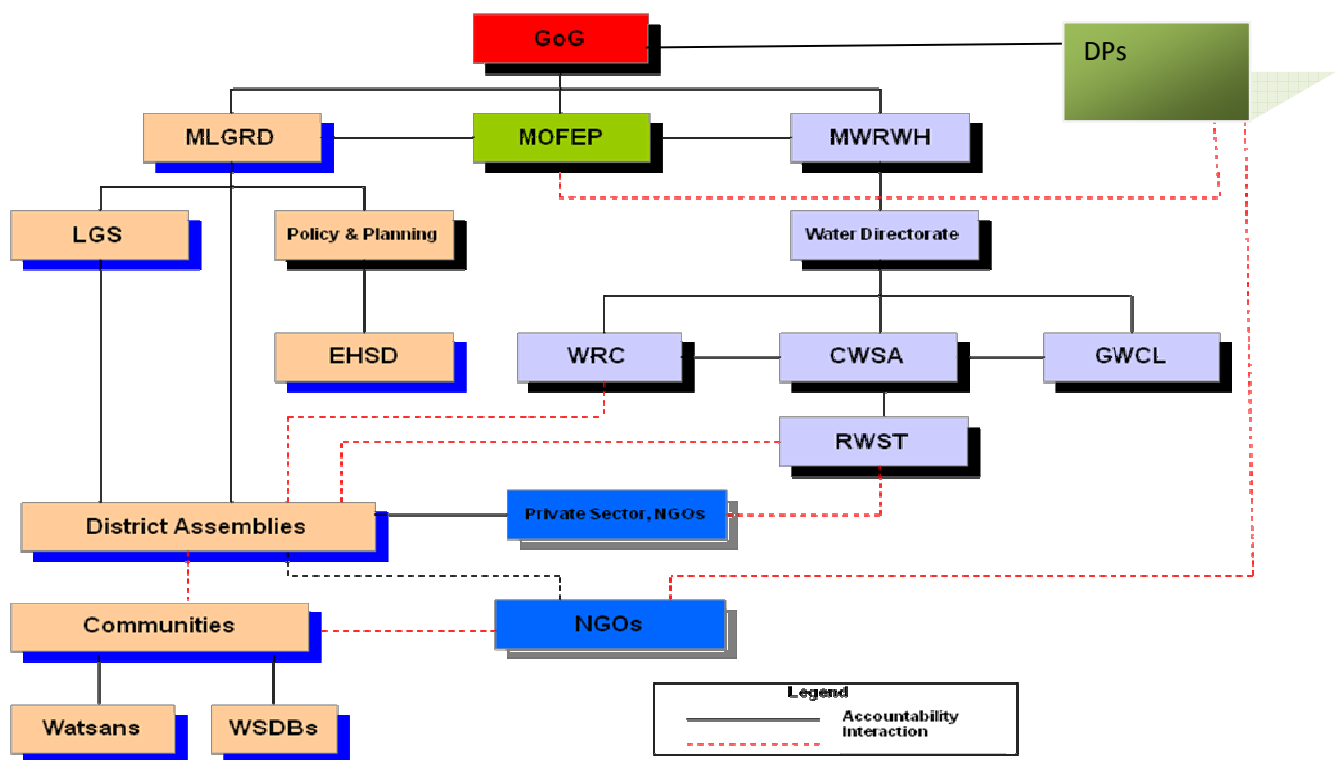 GoG
DPs
MLGRD
MOFEP
MWRWH
LGS
Policy & Planning
Water Directorate
EHSD
WRC
CWSA
GWCL
RWST
District Assemblies
Private Sector, NGOs
Communities
NGOs
Watsans
WSDBs
Legend
Accountability
Interaction